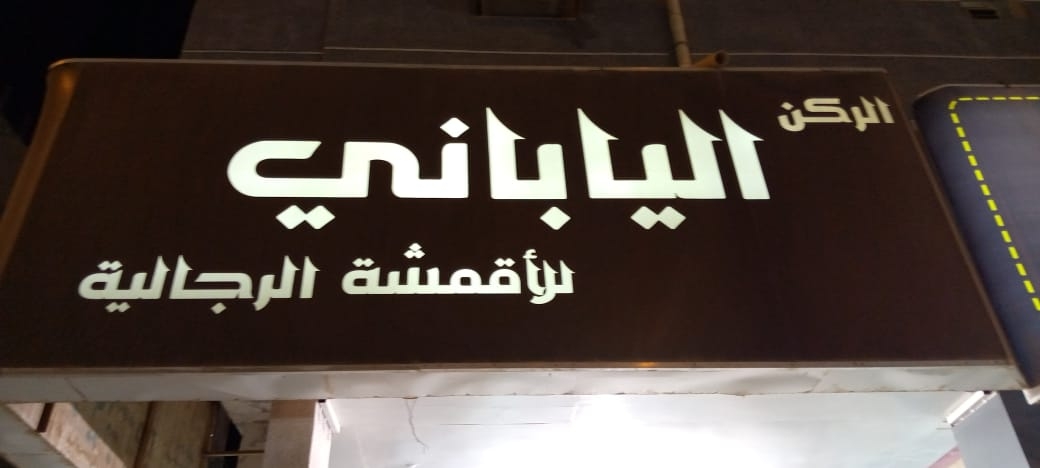 الركن
الياباني
للأقمشة الرجالية